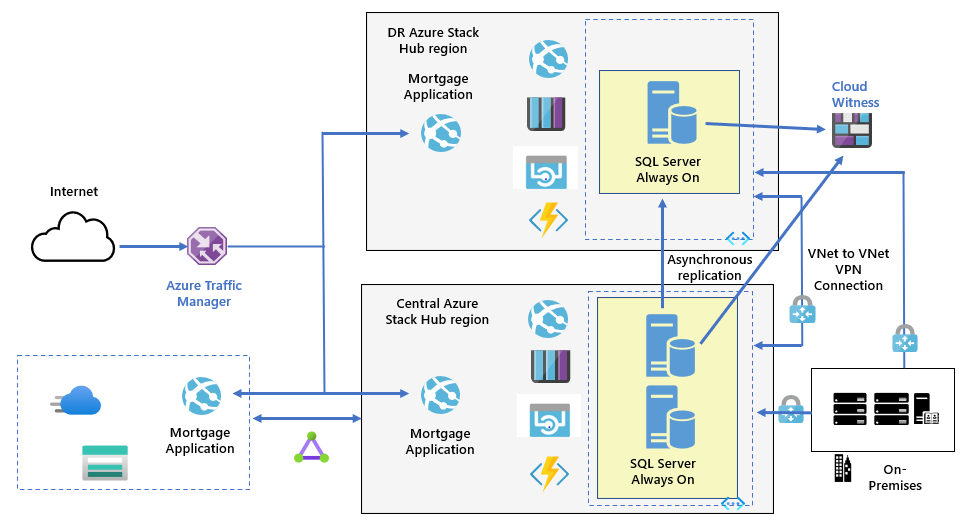 DR Azure Stack
Hub region
Mortgage
Application
SQL Server
Always On
Cloud
Witness
Internet
Azure Traffic
Manager
Asynchronous
replication
VNet to VNet
VPN
Connection
Central Azure
Stack Hub region
Mortgage
Application
Mortgage
Application
SQL Server
Always On
On-
Premises